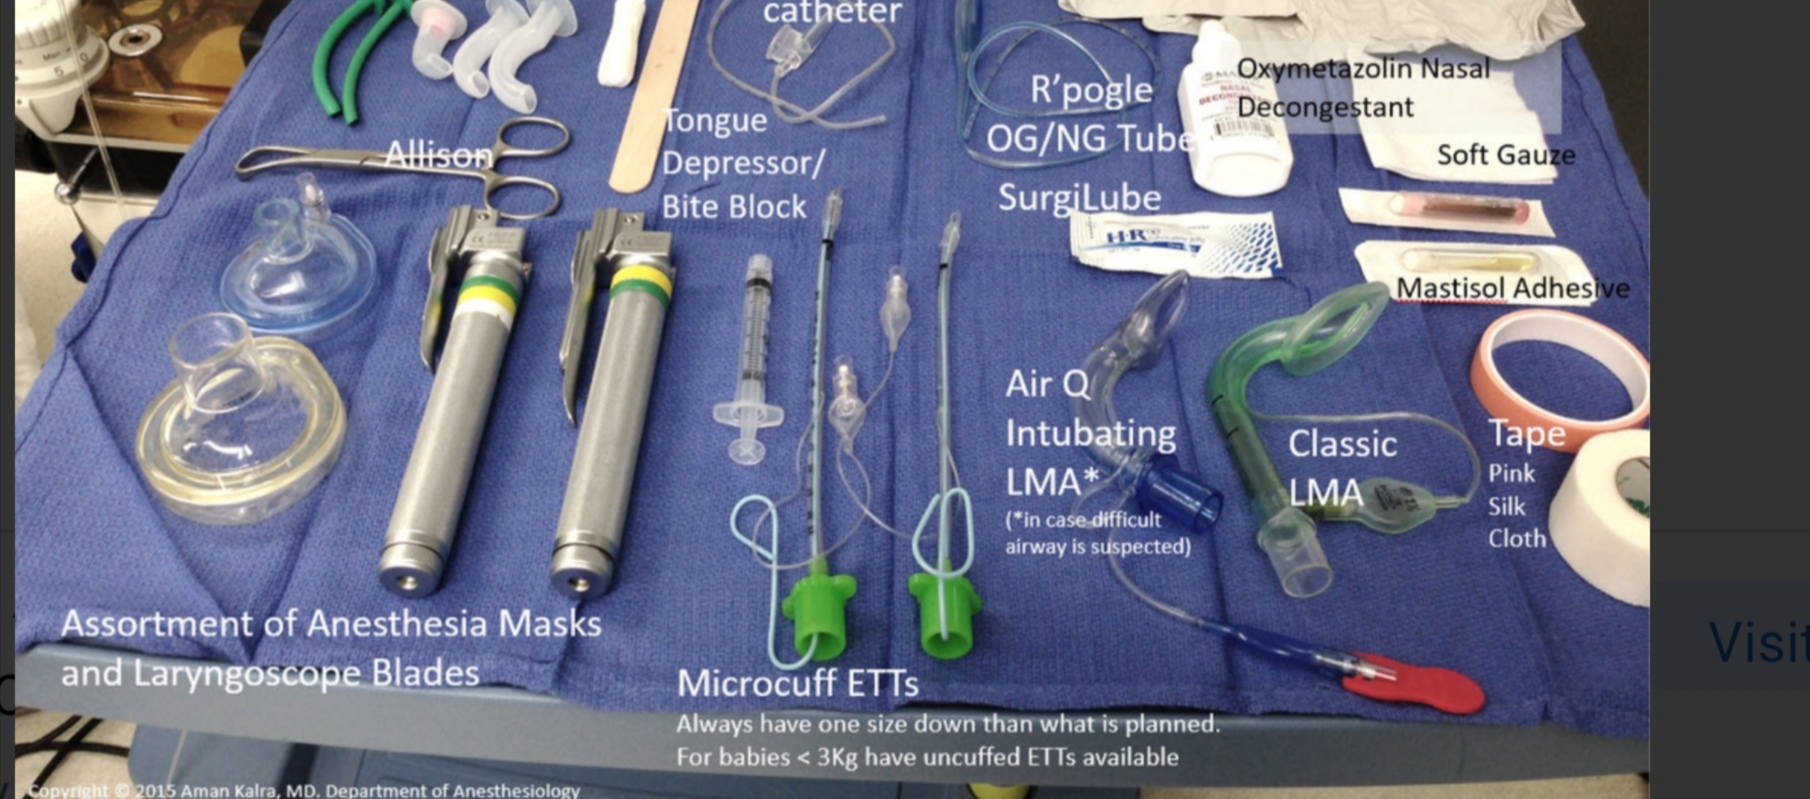 catheter
Oxymetazolin Nasal
Decongestant
R'pogle
OG/NG Tube
Tongue
Depressor/
Bite Block
Allison
Soft Gauze
SurgiLube
H·R
Mastisol Adhesive
Air Q
Intubating
LMA*
(*in case difficult
airway is suspected)
Classic
LMA
Tape
Pink
Silk
Cloth
Assortment of Anesthesia Masks
and Laryngoscope Blades
Microcuff ETTs
Always have one size down than what is planned.
For babies < 3Kg have uncuffed ETTs available
Copyright © 2015 Aman Kalra, MD. Department of Anesthesiology
Visit